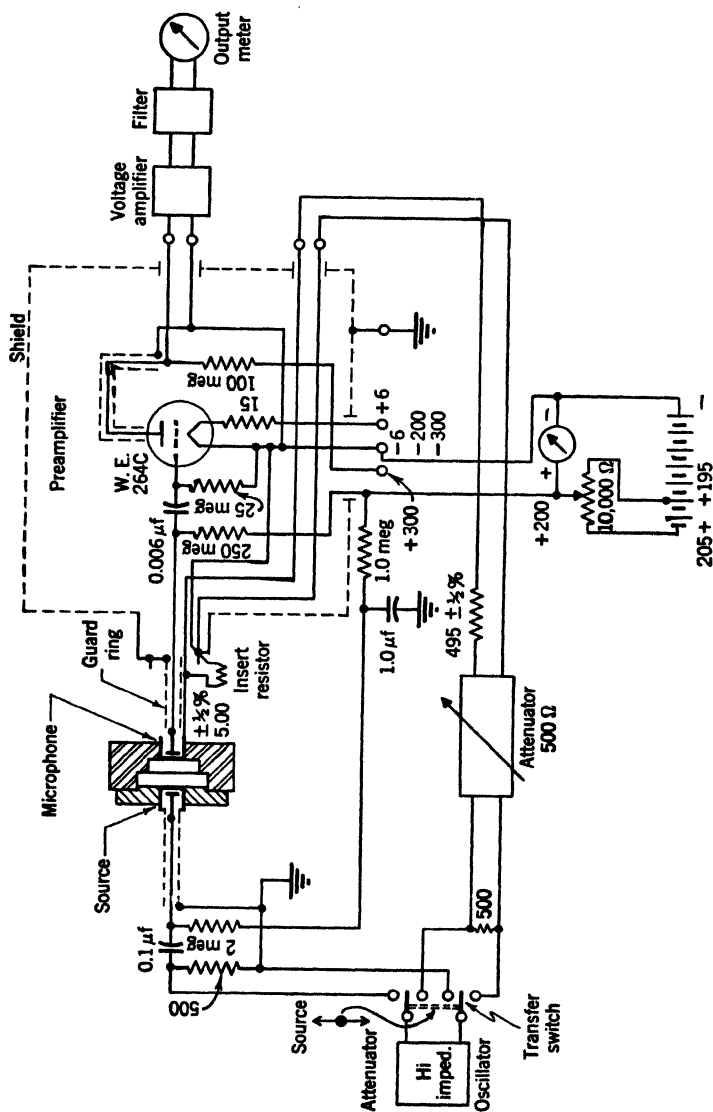 Output
meter
Filter
Voltage
amplifier
Shield
Preamplifier
W. E.
264C
100 meg
15
+6
-6
-200
-300
+300
25 meg
0.006 μf
250 meg
Guard
ring
Insert
resistor
± ½%
5.00
Microphone
Source
1.0 meg
1.0 μf
0.1 μf
2 meg
500
Source
Attenuator
Hi
imped.
Oscillator
Transfer
switch
500
Attenuator
500 Ω
495 ± ½%
+200
+
-
10,000 Ω
205+
+195
-